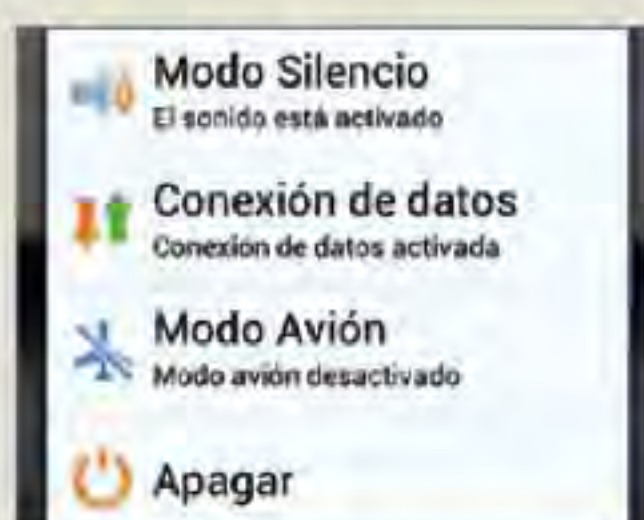 Modo Silencio
El sonido está activado
Conexión de datos
Conexión de datos activada
Modo Avión
Modo avión desactivado
Apagar